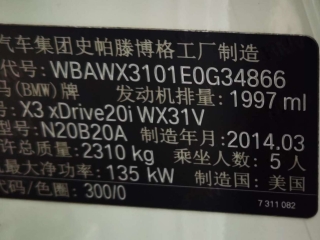 汽车集团史帕滕博格工厂制造
代号: WBAWX3101E0G34866
马(BMW)牌 发动机排量: 1997 ml
: X3 xDrive20i WX31V
: N20B20A 制造年月: 2014.03
许总质量: 2310 kg 乘坐人数: 5 人
最大净功率: 135 kW 制造国: 美国
代码/色圈: 300/0
7 311 082